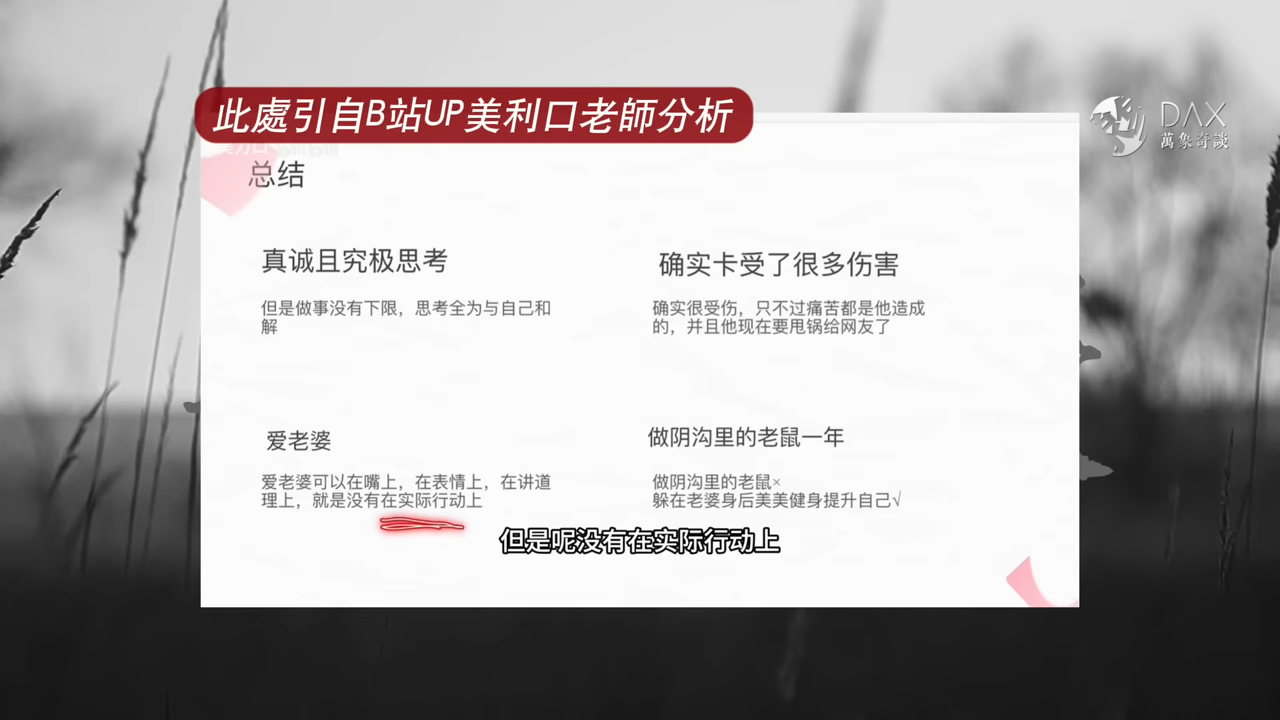 此處引自B站UP美利口老師分析
DAX
萬象奇談
总结
真诚且究极思考
但是做事没有下限，思考全为与自己和
解
确实卡受了很多伤害
确实很受伤，只不过痛苦都是他造成
的，并且他现在要甩锅给网友了
爱老婆
爱老婆可以在嘴上，在表情上，在讲道
理上，就是没有在实际行动上
做阴沟里的老鼠一年
做阴沟里的老鼠×
躲在老婆身后美美健身提升自己√
但是呢没有在实际行动上